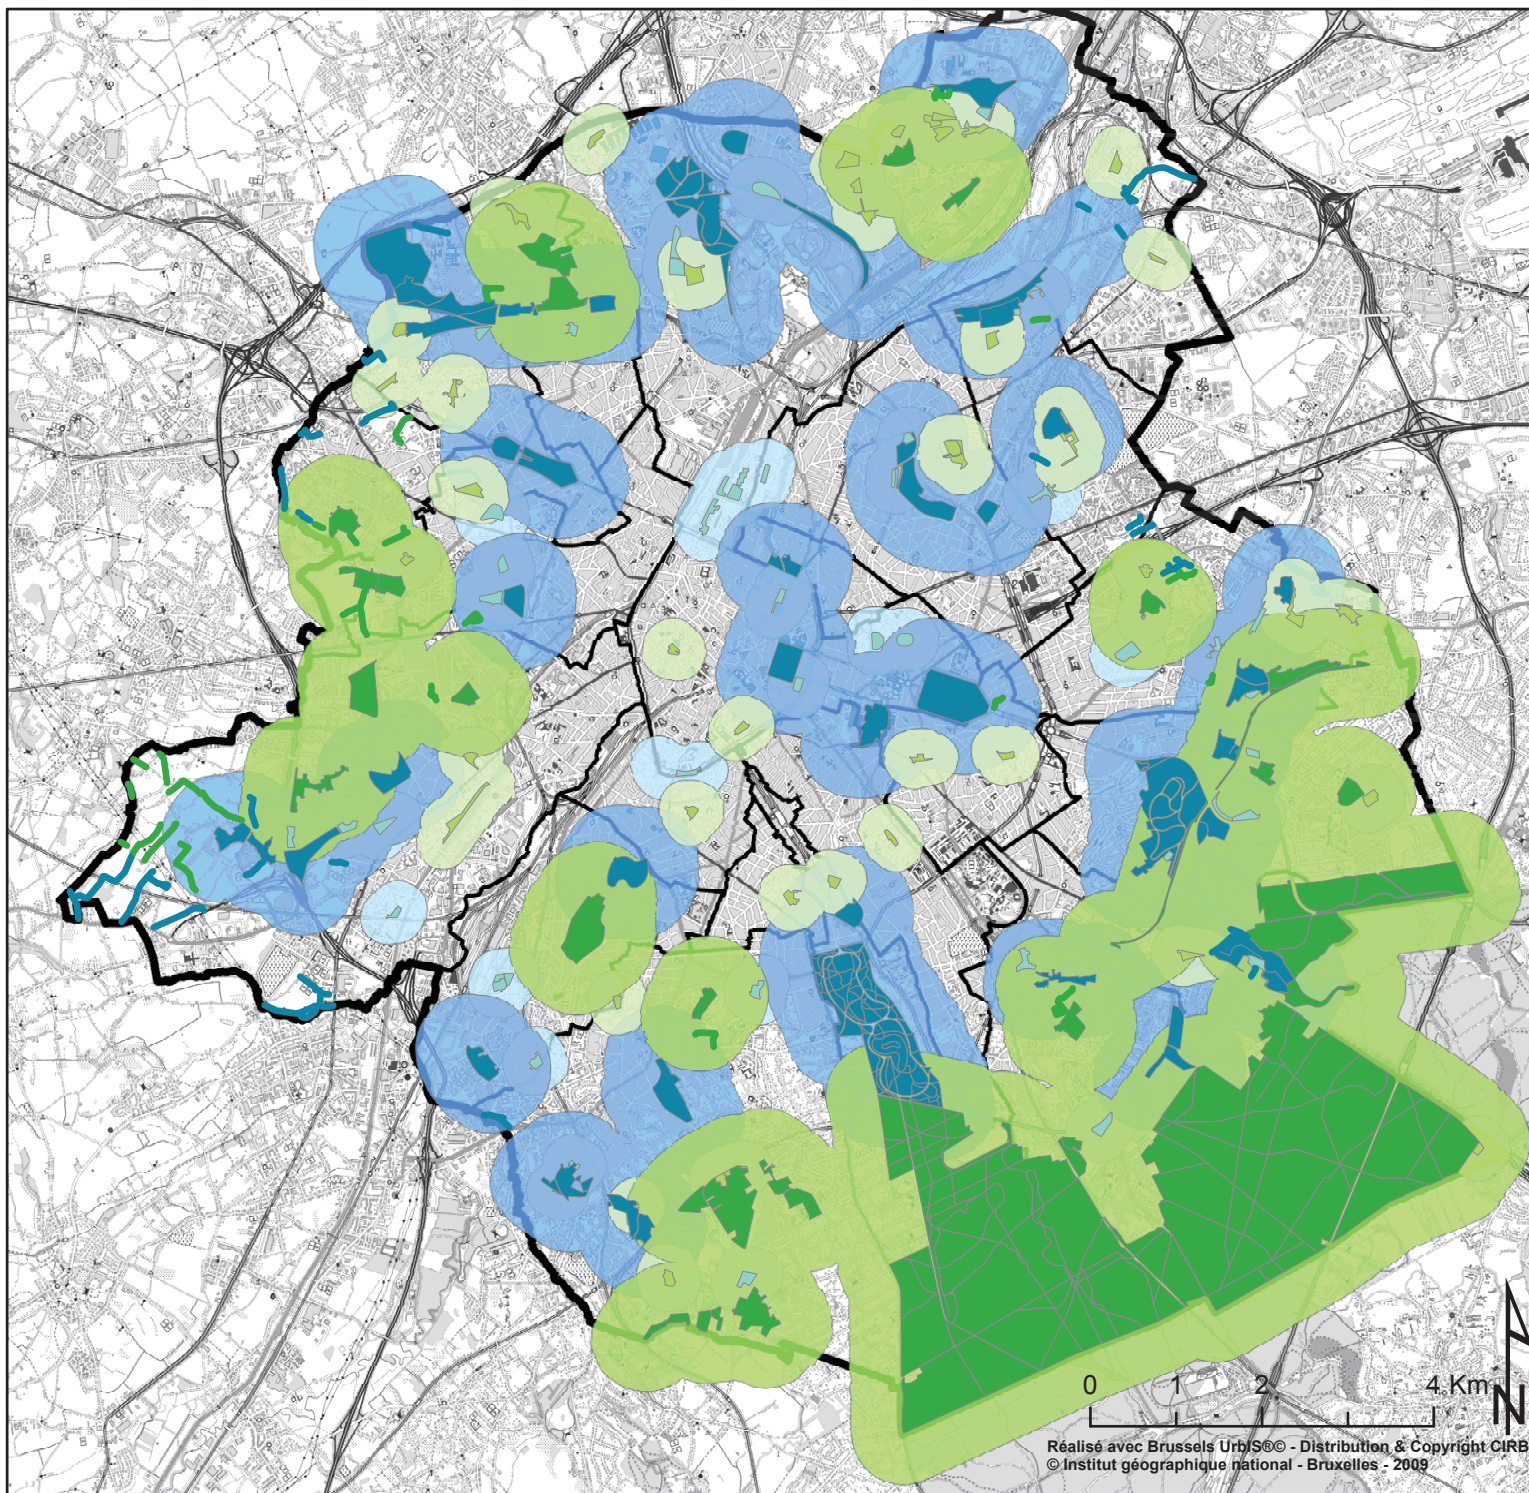 0 1 2 4 Km
N
Réalisé avec Brussels UrbIS®© - Distribution & Copyright CIRB
© Institut géographique national - Bruxelles - 2009